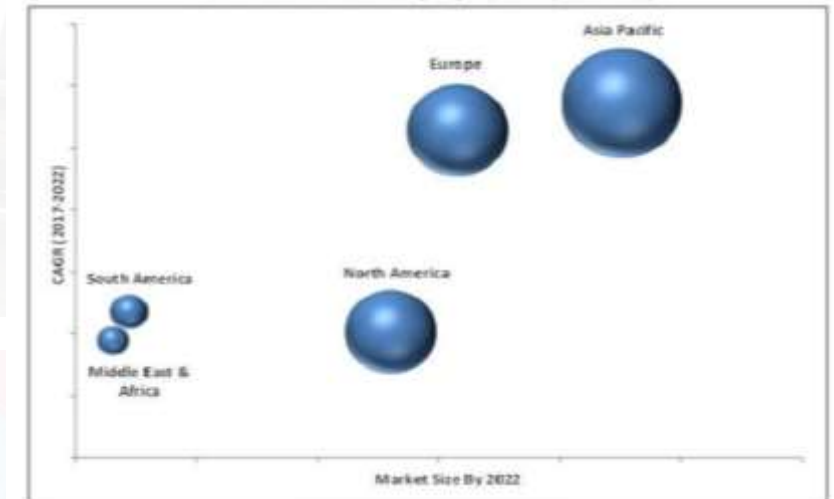 Asia Pacific
Europe
CAGR (2017-2022)
South America
North America
Middle East &
Africa
Market Size By 2022